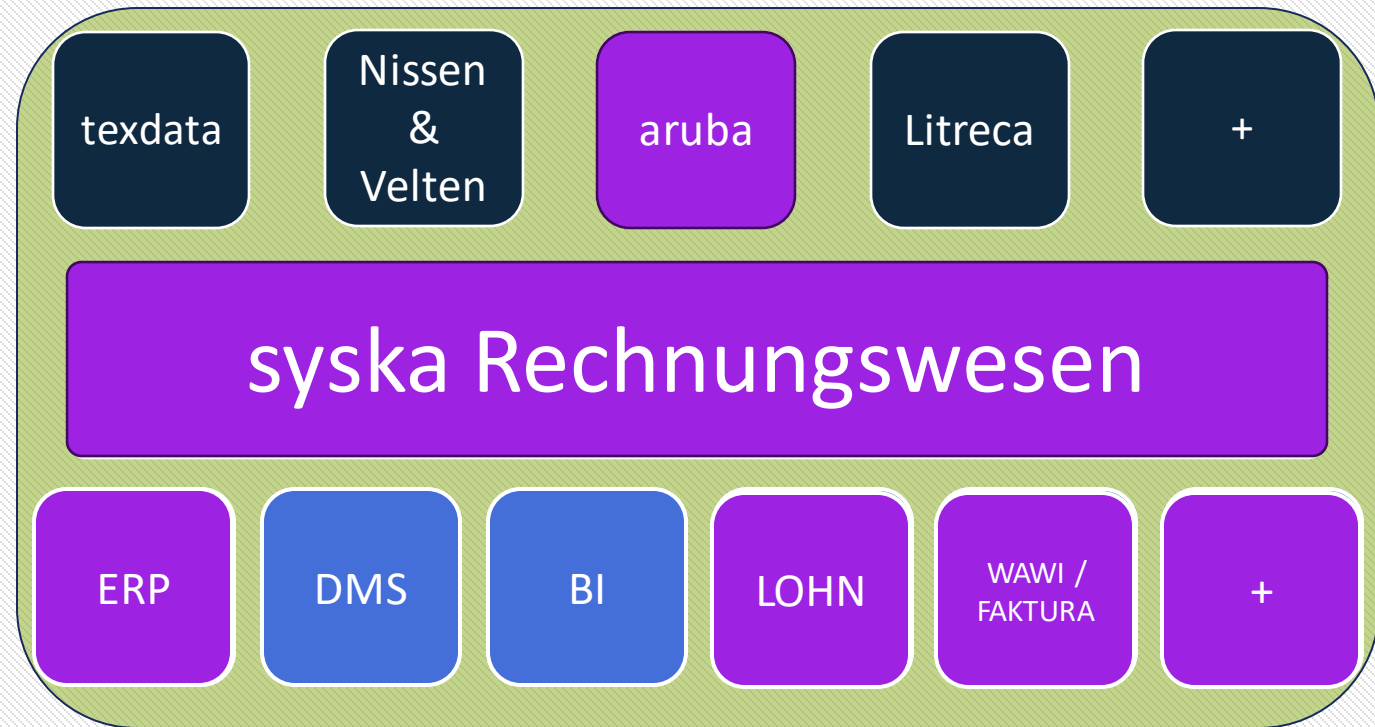 texdata
Nissen
&
Velten
aruba
Litreca
+
syska Rechnungswesen
ERP
DMS
BI
LOHN
WAWI /
FAKTURA
+